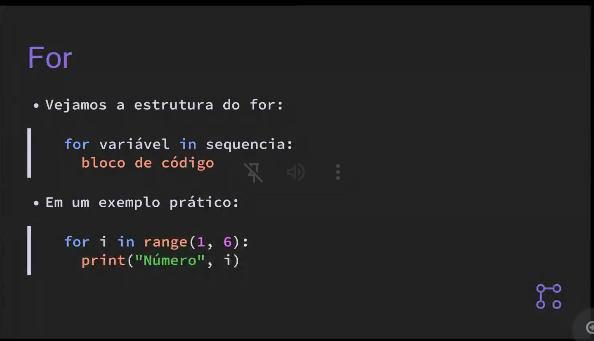 For
• Vejamos a estrutura do for:
for variável in sequencia:
bloco de código
• Em um exemplo prático:
for i in range(1, 6):
print("Número", i)